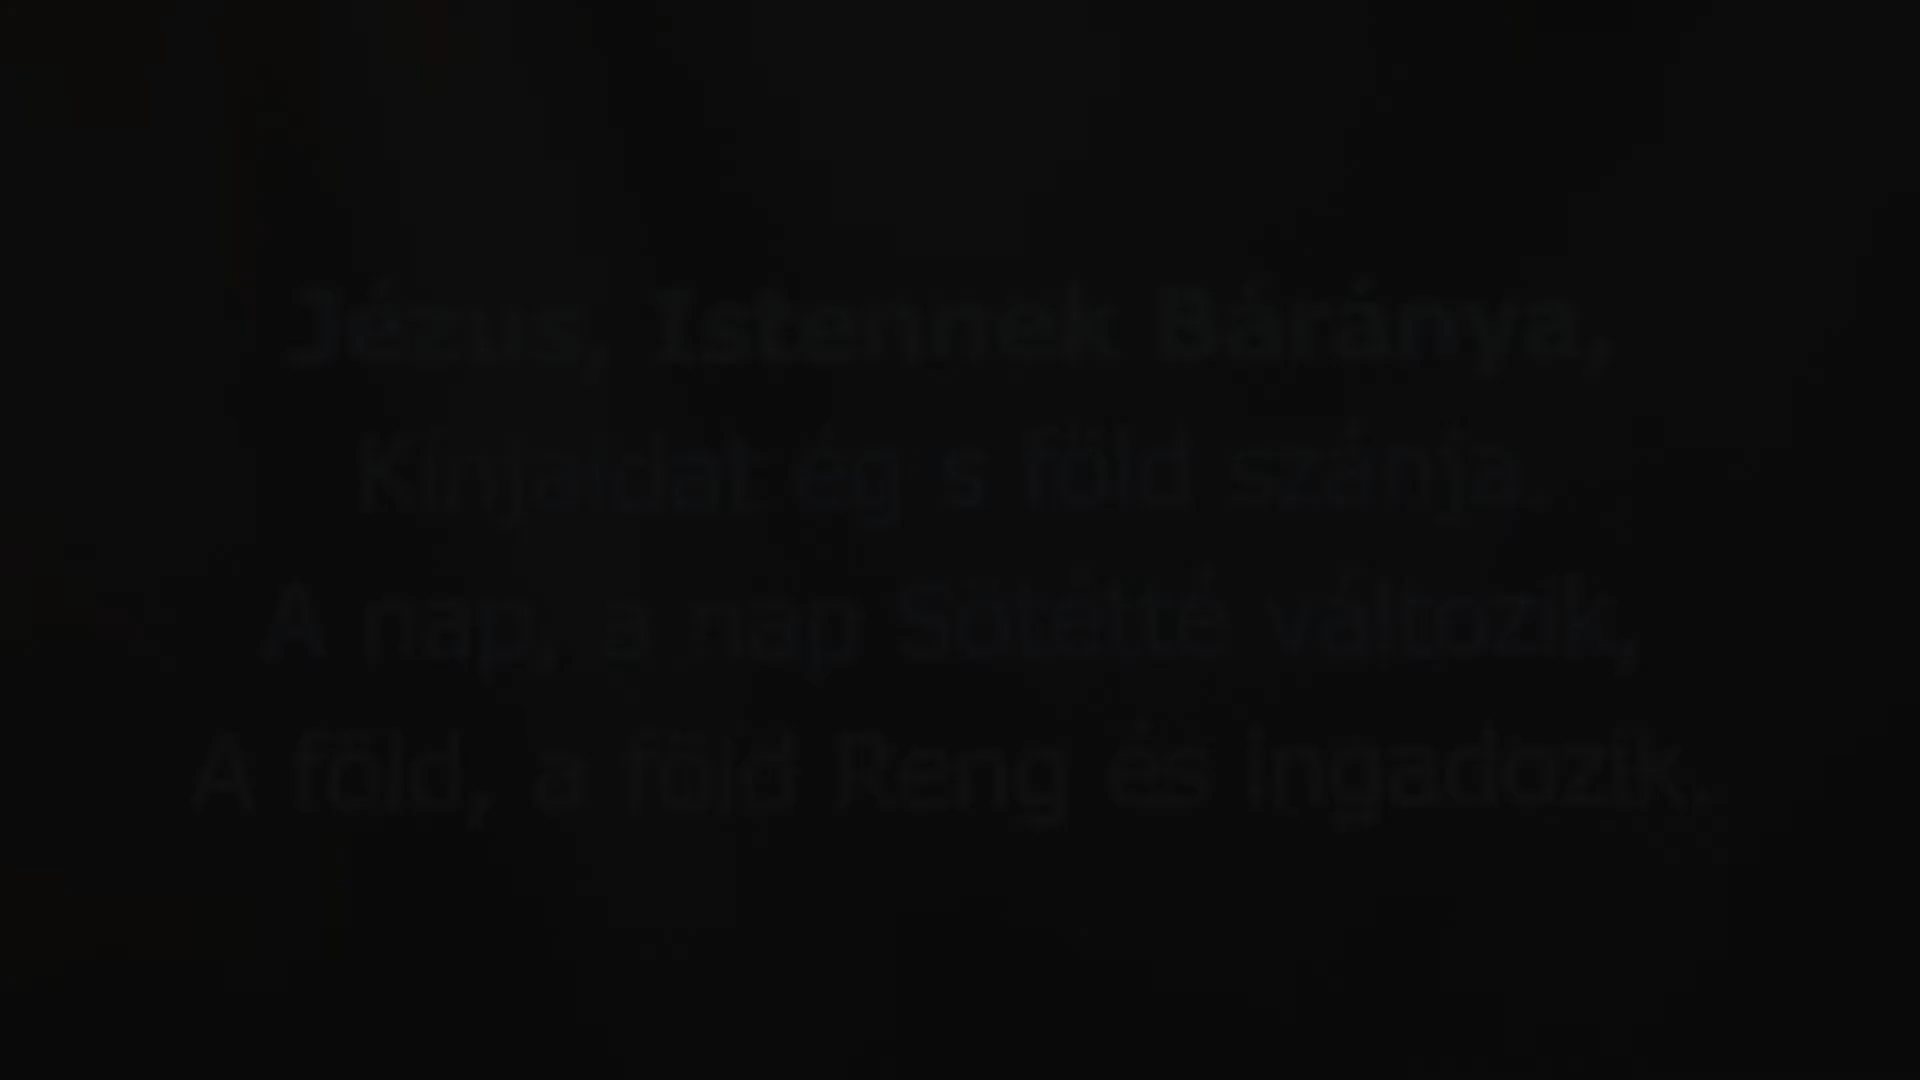 Jézus, Istennek Báránya,
Kínjaidat ég s föld szánja.
A nap, a nap Sötétté változik,
A föld, a föld Reng és Ingadozik.